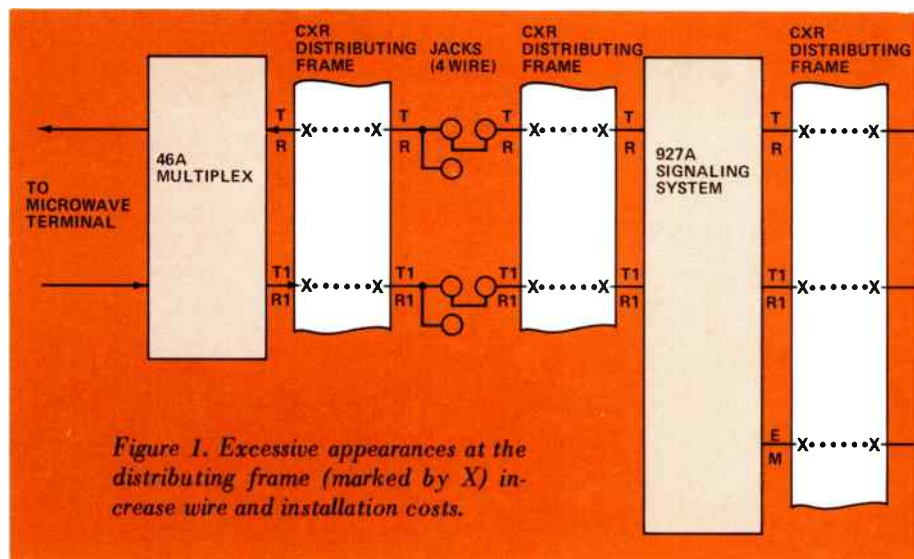 CXR
DISTRIBUTING
FRAME
JACKS
(4 WIRE)
CXR
DISTRIBUTING
FRAME
CXR
DISTRIBUTING
FRAME
T
R
X......X
T
R
T
R
X......X
T
R
T
R
X......X
46A
MULTIPLEX
927A
SIGNALING
SYSTEM
TO
MICROWAVE
TERMINAL
T1
R1
X......X
T1
R1
T1
R1
X......X
T1
R1
T1
R1
X......X
E
M
X......X
Figure 1. Excessive appearances at the
distributing frame (marked by X) in-
crease wire and installation costs.